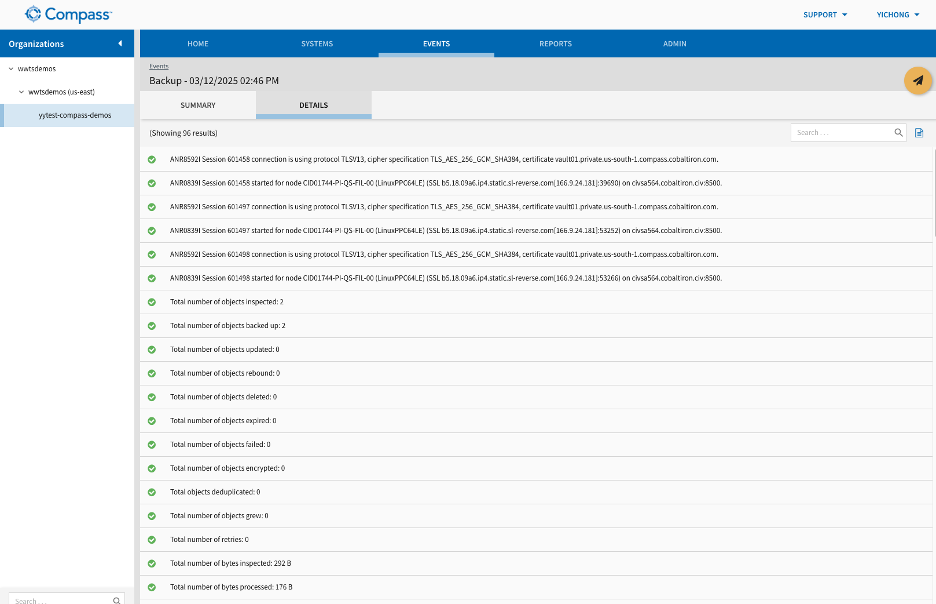 Compass
SUPPORT
YICHONG
Organizations
HOME
SYSTEMS
EVENTS
REPORTS
ADMIN
wwtsdemos
wwtsdemos (us-east)
yytest-compass-demos
Events
Backup - 03/12/2025 02:46 PM
SUMMARY
DETAILS
(Showing 96 results)
Search . . .
ANR8592I Session 601458 connection is using protocol TLSV13, cipher specification TLS_AES_256_GCM_SHA384, certificate vault01.private.us-south-1.compass.cobaltiron.com.
ANR0839I Session 601458 started for node CID01744-PI-QS-FIL-00 (LinuxPPC64LE) (SSL b5.18.09a6.ip4.static.sl-reverse.com[166.9.24.181]:39690) on civsa564.cobaltiron.civ:8500.
ANR8592I Session 601497 connection is using protocol TLSV13, cipher specification TLS_AES_256_GCM_SHA384, certificate vault01.private.us-south-1.compass.cobaltiron.com.
ANR0839I Session 601497 started for node CID01744-PI-QS-FIL-00 (LinuxPPC64LE) (SSL b5.18.09a6.ip4.static.sl-reverse.com[166.9.24.181]:53252) on civsa564.cobaltiron.civ:8500.
ANR8592I Session 601498 connection is using protocol TLSV13, cipher specification TLS_AES_256_GCM_SHA384, certificate vault01.private.us-south-1.compass.cobaltiron.com.
ANR0839I Session 601498 started for node CID01744-PI-QS-FIL-00 (LinuxPPC64LE) (SSL b5.18.09a6.ip4.static.sl-reverse.com[166.9.24.181]:53266) on civsa564.cobaltiron.civ:8500.
Total number of objects inspected: 2
Total number of objects backed up: 2
Total number of objects updated: 0
Total number of objects rebound: 0
Total number of objects deleted: 0
Total number of objects expired: 0
Total number of objects failed: 0
Total number of objects encrypted: 0
Total objects deduplicated: 0
Total number of objects grew: 0
Total number of retries: 0
Total number of bytes inspected: 292 B
Total number of bytes processed: 176 B
Search . . .